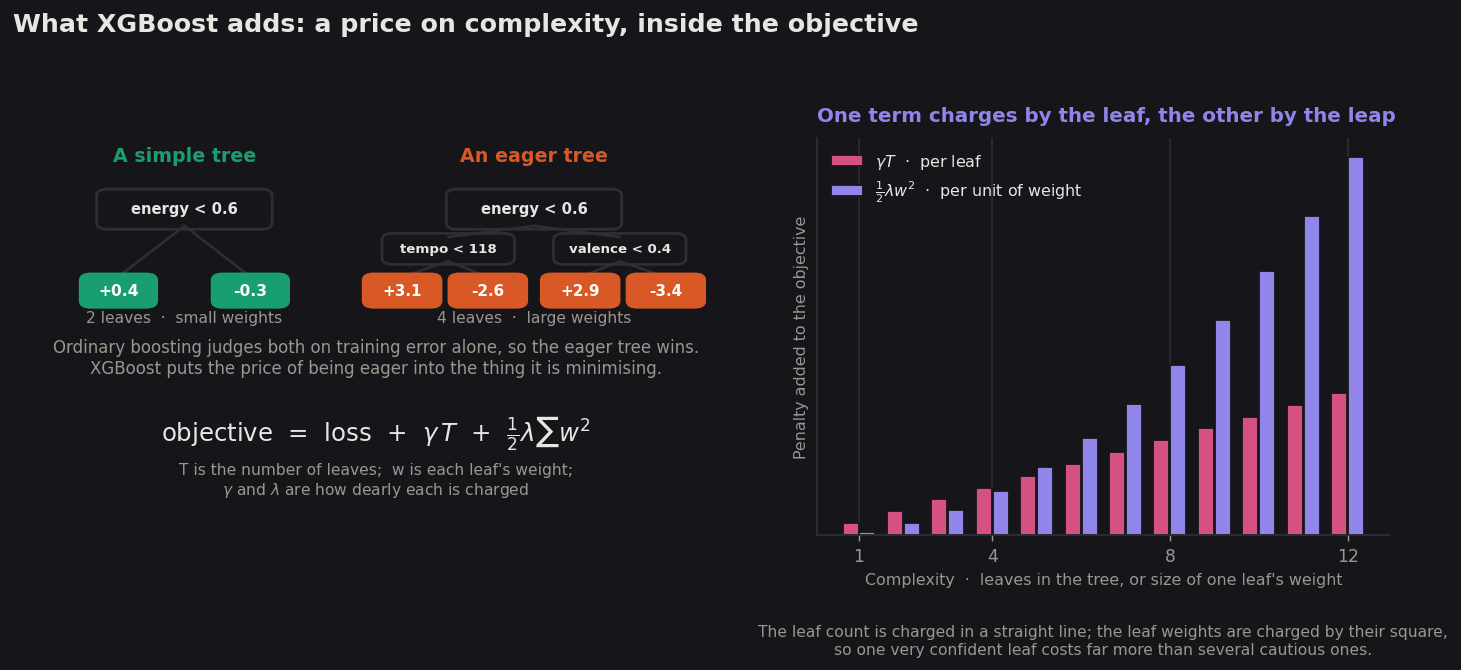 What XGBoost adds: a price on complexity, inside the objective
A simple tree
energy < 0.6
+0.4
-0.3
2 leaves · small weights
An eager tree
energy < 0.6
tempo < 118
valence < 0.4
+3.1
-2.6
+2.9
-3.4
4 leaves · large weights
Ordinary boosting judges both on training error alone, so the eager tree wins.
XGBoost puts the price of being eager into the thing it is minimising.
objective = loss + γT + ½λ∑w²
T is the number of leaves; w is each leaf's weight;
γ and λ are how dearly each is charged
One term charges by the leaf, the other by the leap
γT · per leaf
½λw² · per unit of weight
Penalty added to the objective
1 4 8 12
Complexity · leaves in the tree, or size of one leaf's weight
The leaf count is charged in a straight line; the leaf weights are charged by their square,
so one very confident leaf costs far more than several cautious ones.